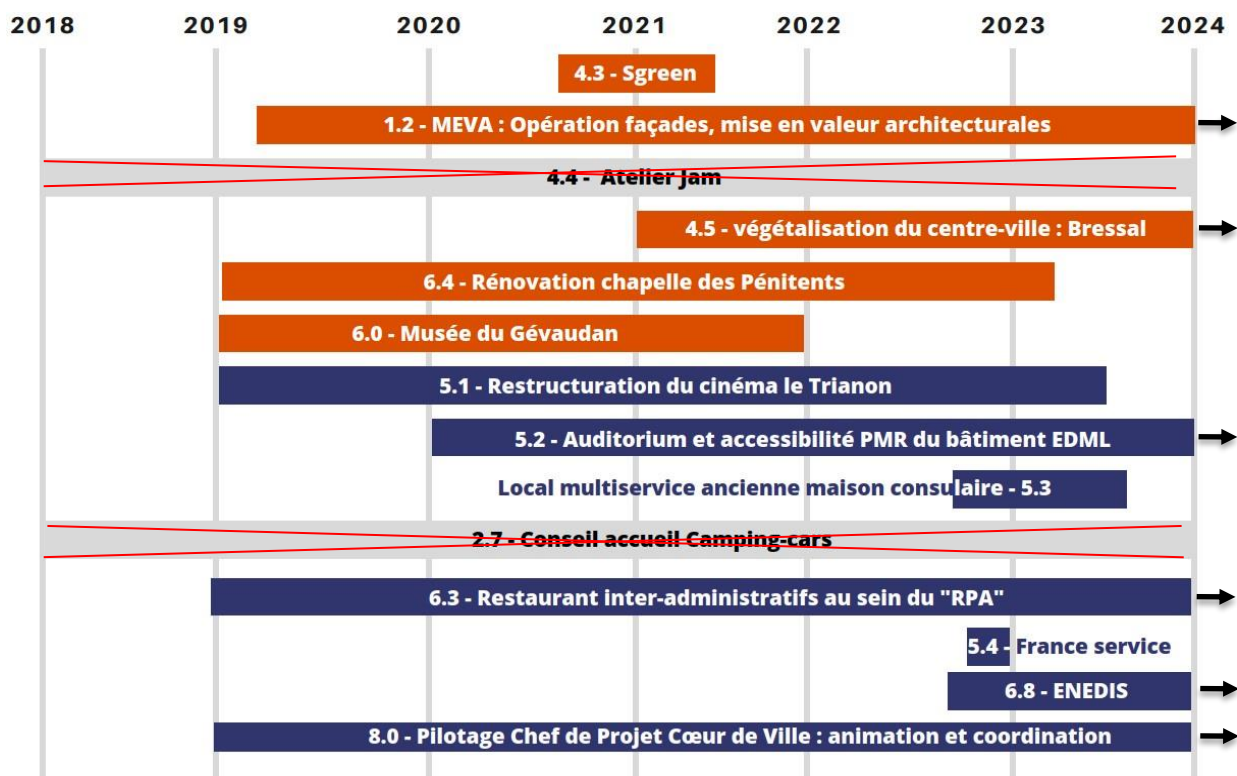 2018 2019 2020 2021 2022 2023 2024
4.3 - Sgreen
1.2 - MEVA : Opération façades, mise en valeur architecturales
4.4 - Atelier Jam
4.5 - végétalisation du centre-ville : Bressal
6.4 - Rénovation chapelle des Pénitents
6.0 - Musée du Gévaudan
5.1 - Restructuration du cinéma le Trianon
5.2 - Auditorium et accessibilité PMR du bâtiment EDML
Local multiservice ancienne maison consulaire - 5.3
2.7 - Conseil accueil Camping-cars
6.3 - Restaurant inter-administratifs au sein du "RPA"
5.4 - France service
6.8 - ENEDIS
8.0 - Pilotage Chef de Projet Cœur de Ville : animation et coordination